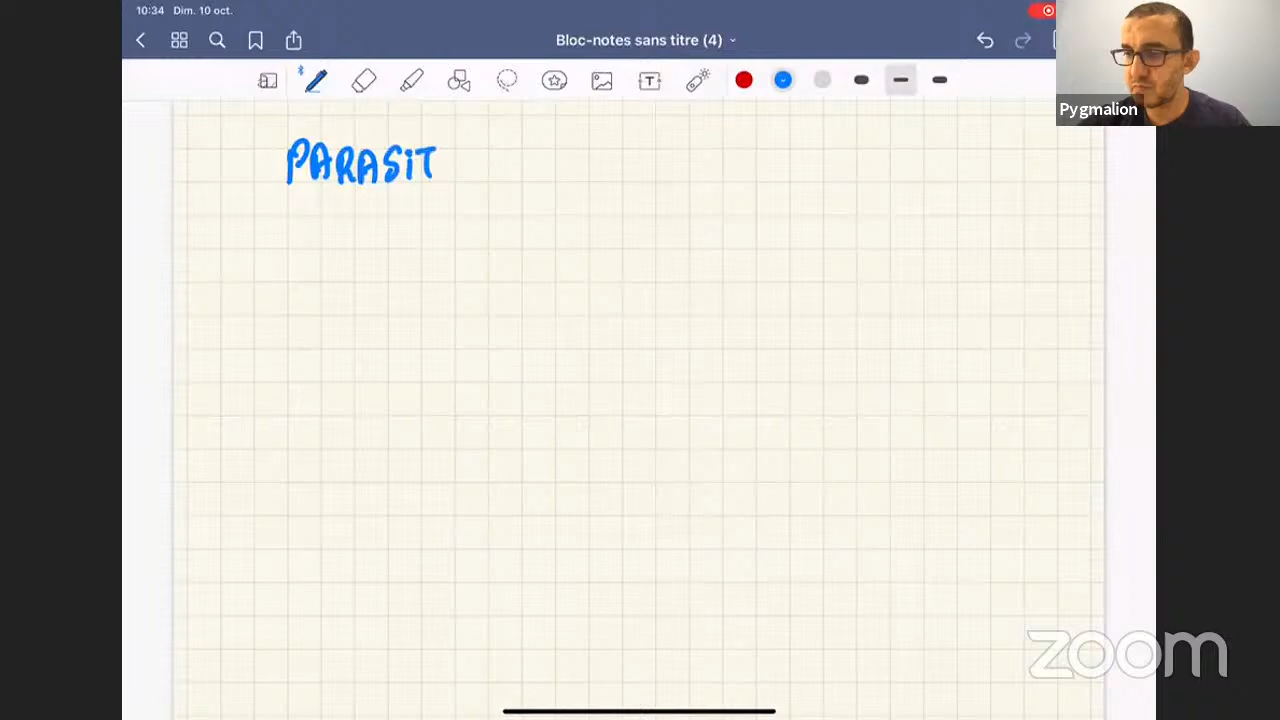 10:34 Dim. 10 oct.
Bloc-notes sans titre (4)
T
Pygmalion
PARASIT
zoom